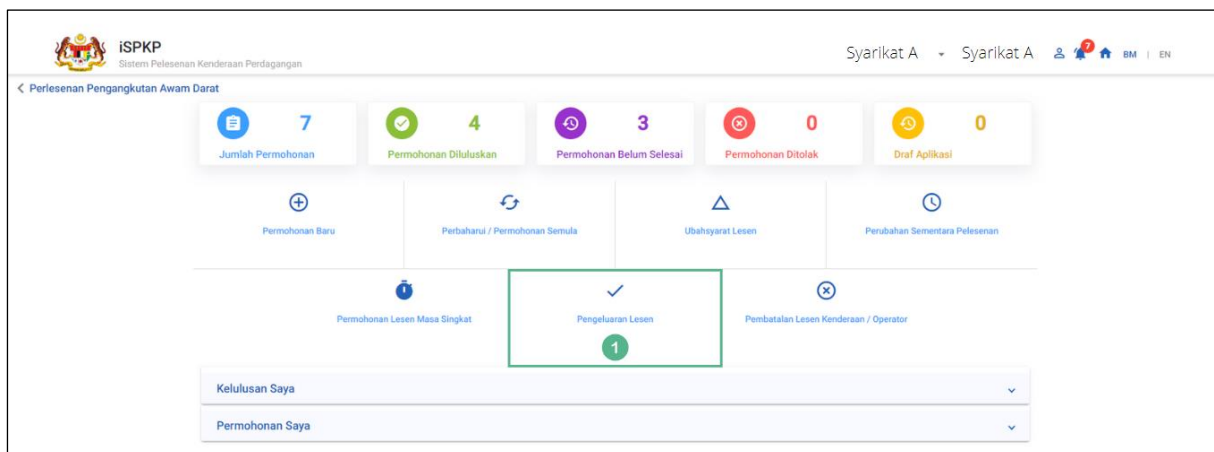 iSPKP
Sistem Pelesenan Kenderaan Perdagangan
Syarikat A Syarikat A 7 BM | EN
Perlesenan Pengangkutan Awam Darat
7 4 3 0 0
Jumlah Permohonan Permohonan Diluluskan Permohonan Belum Selesai Permohonan Ditolak Draf Aplikasi
Permohonan Baru Perbaharui / Permohonan Semula Ubahsyarat Lesen Perubahan Sementara Pelesenan
Permohonan Lesen Masa Singkat Pengeluaran Lesen Pembatalan Lesen Kenderaan / Operator
1
Kelulusan Saya
Permohonan Saya